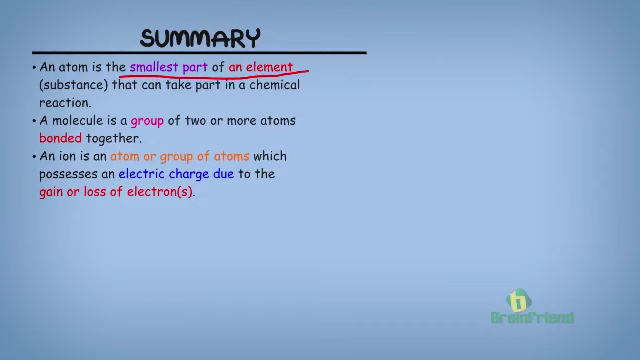 SUMMARY
• An atom is the smallest part of an element
(substance) that can take part in a chemical
reaction.
• A molecule is a group of two or more atoms
bonded together.
• An ion is an atom or group of atoms which
possesses an electric charge due to the
gain or loss of electron(s).
b
BrainFriend